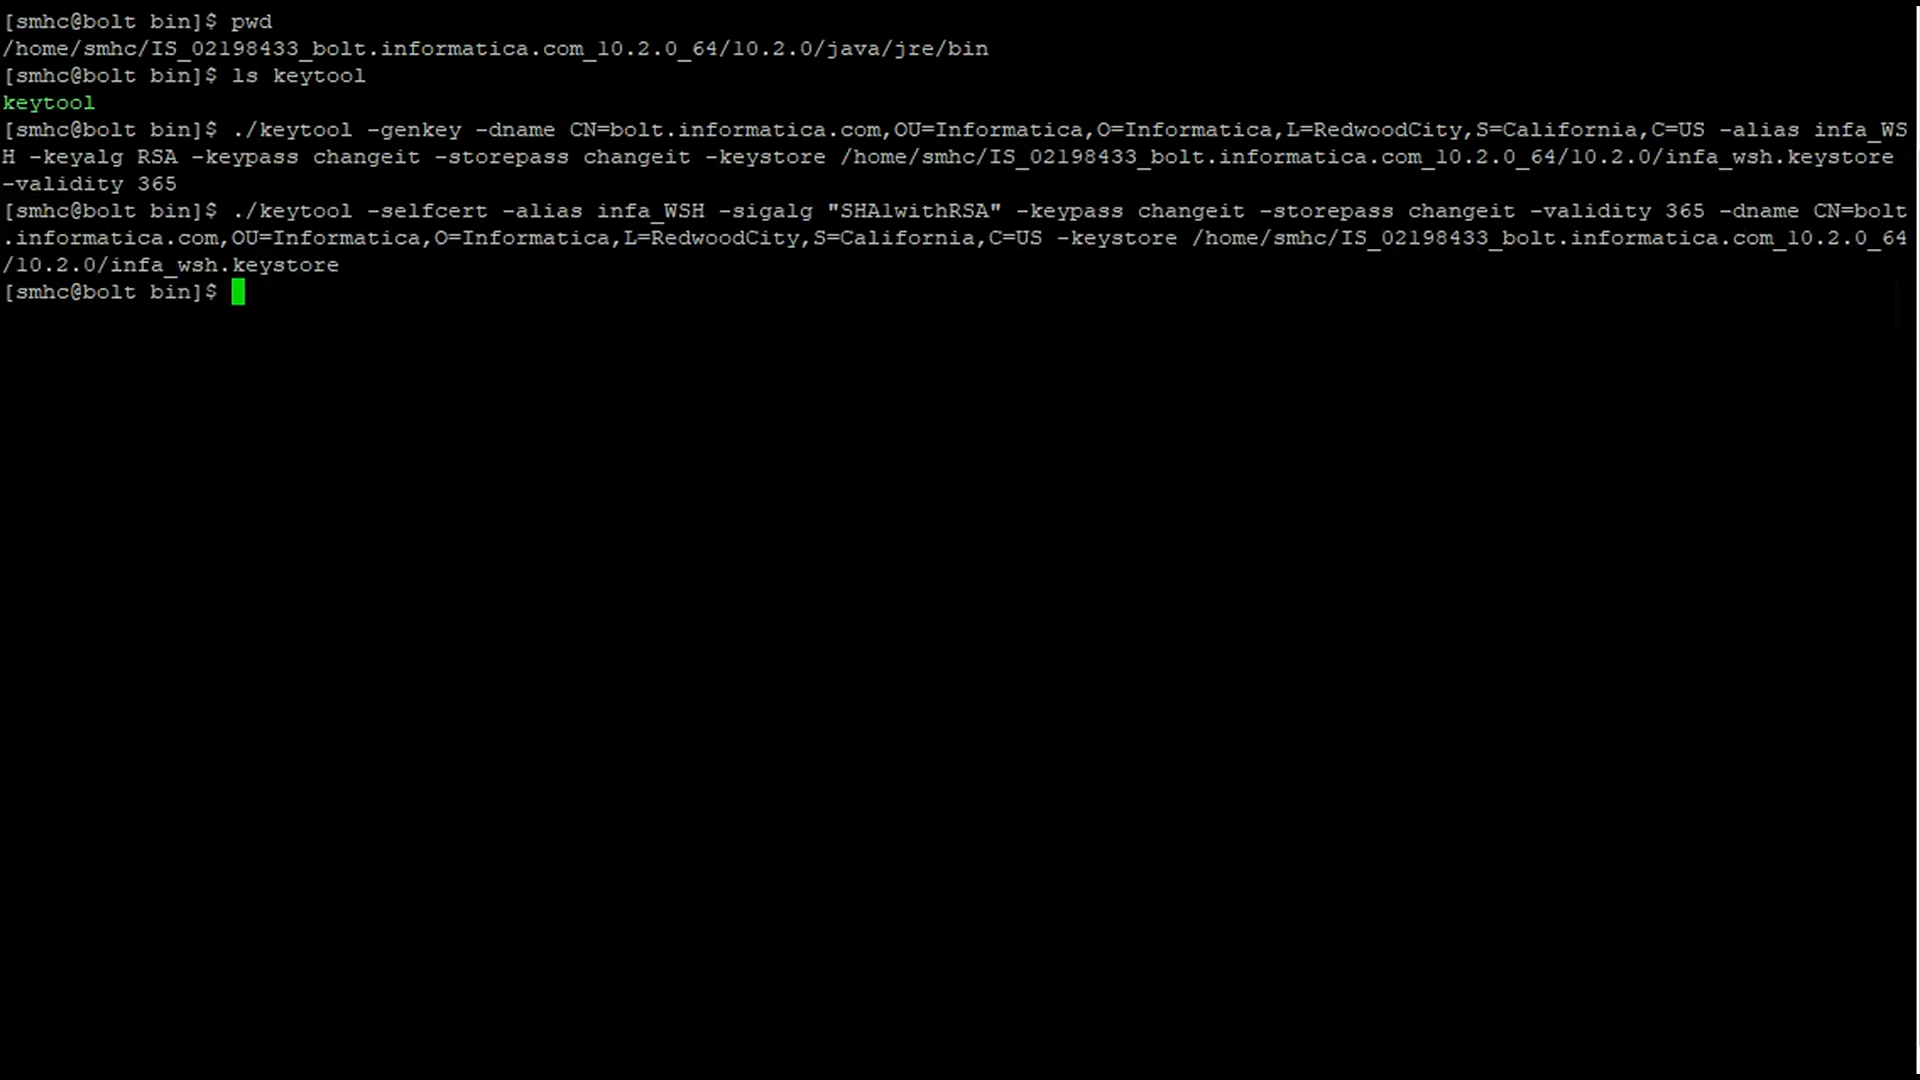 [smhc@bolt bin]$ pwd
/home/smhc/IS_02198433_bolt.informatica.com_10.2.0_64/10.2.0/java/jre/bin
[smhc@bolt bin]$ ls keytool
keytool
[smhc@bolt bin]$ ./keytool -genkey -dname CN=bolt.informatica.com,OU=Informatica,O=Informatica,L=RedwoodCity,S=California,C=US -alias infa_WS
H -keyalg RSA -keypass changeit -storepass changeit -keystore /home/smhc/IS_02198433_bolt.informatica.com_10.2.0_64/10.2.0/infa_wsh.keystore
-validity 365
[smhc@bolt bin]$ ./keytool -selfcert -alias infa_WSH -sigalg "SHA1withRSA" -keypass changeit -storepass changeit -validity 365 -dname CN=bolt
.informatica.com,OU=Informatica,O=Informatica,L=RedwoodCity,S=California,C=US -keystore /home/smhc/IS_02198433_bolt.informatica.com_10.2.0_64
/10.2.0/infa_wsh.keystore
[smhc@bolt bin]$